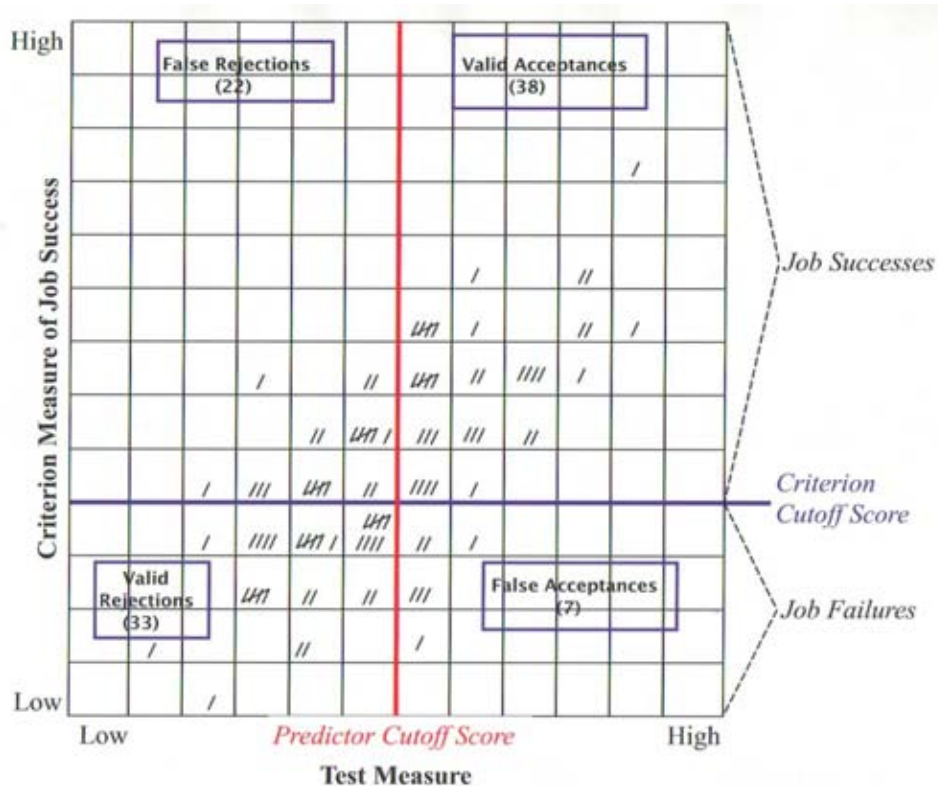 High
False Rejections
(22)
Valid Acceptances
(38)
Criterion Measure of Job Success
Job Successes
Criterion
Cutoff Score
Valid
Rejections
(33)
False Acceptances
(7)
Job Failures
Low
Low
Predictor Cutoff Score
High
Test Measure